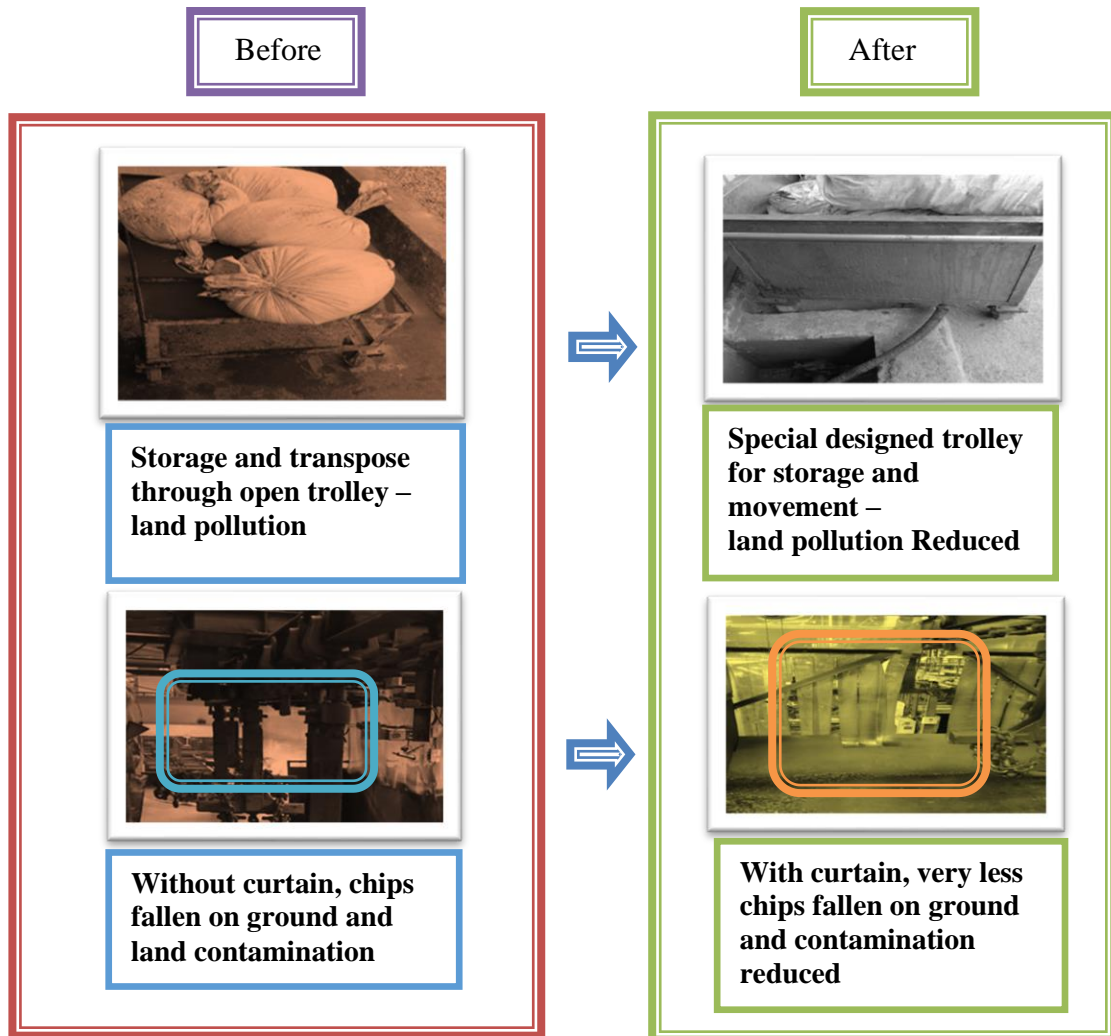 Before
After
Storage and transpose
through open trolley –
land pollution
Special designed trolley
for storage and
movement –
land pollution Reduced
Without curtain, chips
fallen on ground and
land contamination
With curtain, very less
chips fallen on ground
and contamination
reduced